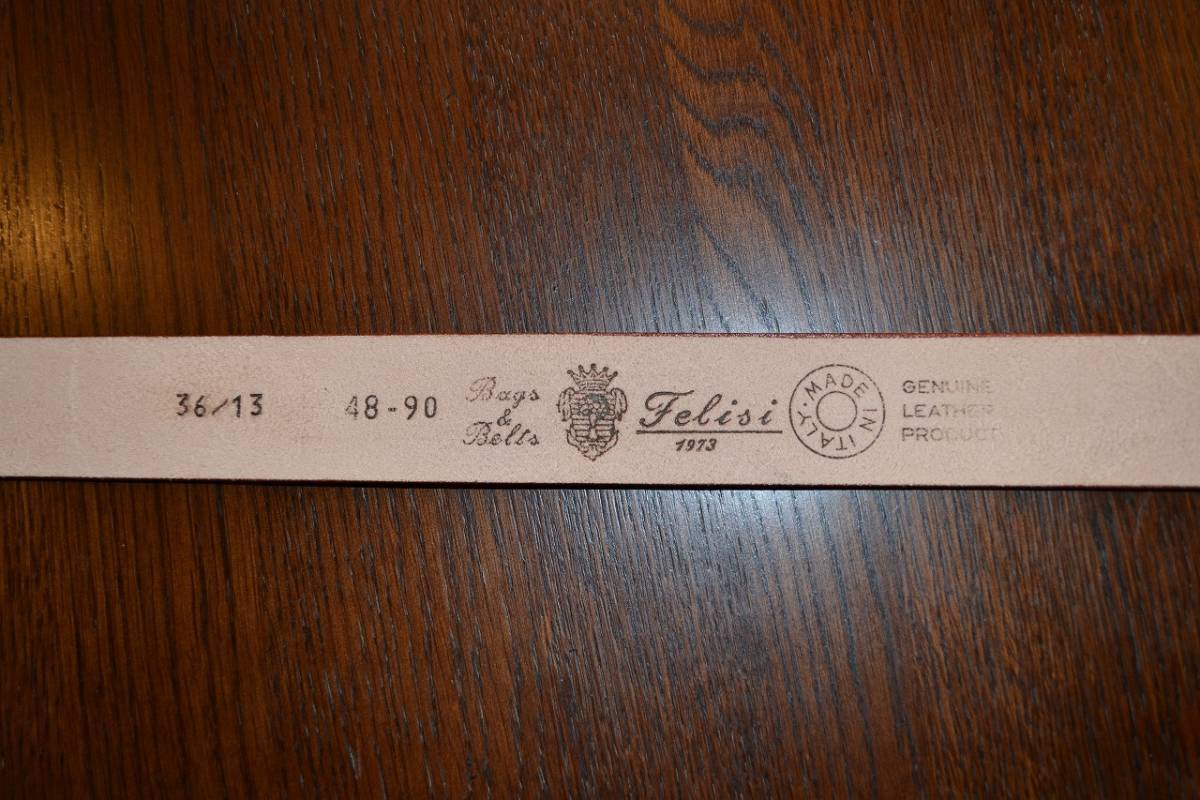 36/13
48-90
Bags
&
Belts
Felisi
1973
MADE IN ITALY
GENUINE
LEATHER
PRODUCT